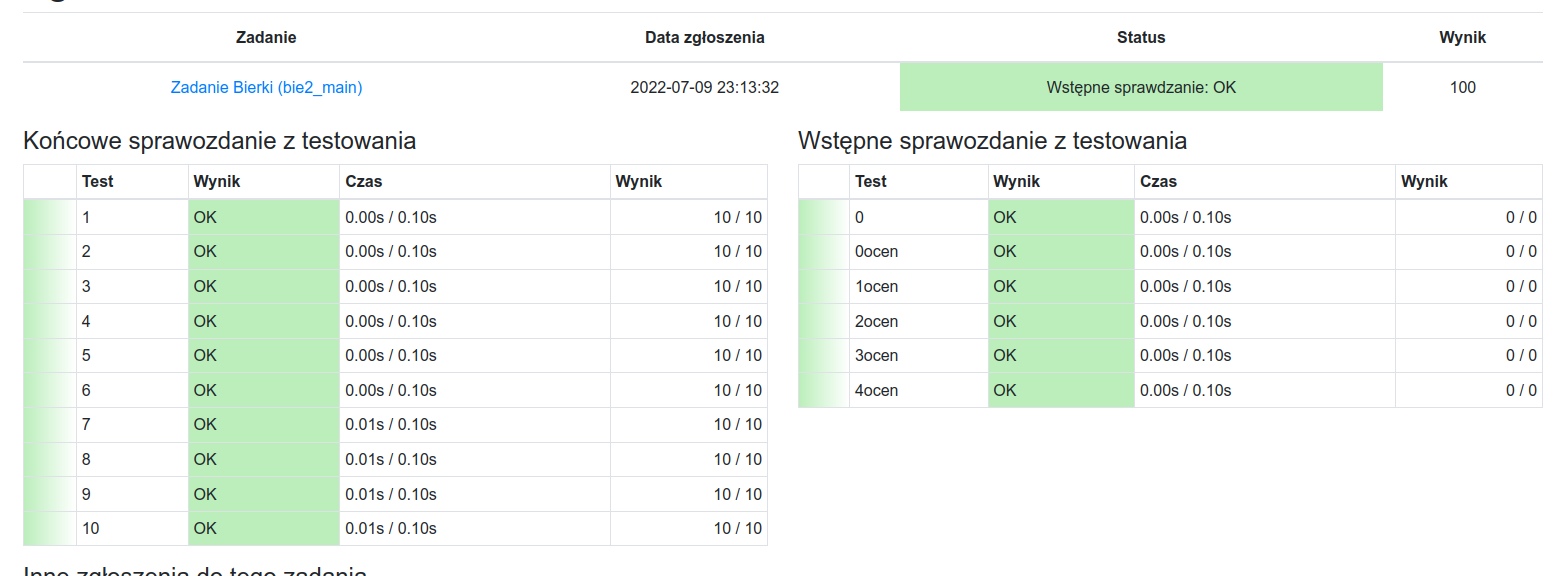 Zadanie Data zgłoszenia Status Wynik
Zadanie Bierki (bie2_main) 2022-07-09 23:13:32 Wstępne sprawdzanie: OK 100
Końcowe sprawozdanie z testowania
Test Wynik Czas Wynik
1 OK 0.00s / 0.10s 10 / 10
2 OK 0.00s / 0.10s 10 / 10
3 OK 0.00s / 0.10s 10 / 10
4 OK 0.00s / 0.10s 10 / 10
5 OK 0.00s / 0.10s 10 / 10
6 OK 0.00s / 0.10s 10 / 10
7 OK 0.01s / 0.10s 10 / 10
8 OK 0.01s / 0.10s 10 / 10
9 OK 0.01s / 0.10s 10 / 10
10 OK 0.01s / 0.10s 10 / 10
Wstępne sprawozdanie z testowania
Test Wynik Czas Wynik
0 OK 0.00s / 0.10s 0 / 0
0ocen OK 0.00s / 0.10s 0 / 0
1ocen OK 0.00s / 0.10s 0 / 0
2ocen OK 0.00s / 0.10s 0 / 0
3ocen OK 0.00s / 0.10s 0 / 0
4ocen OK 0.00s / 0.10s 0 / 0
Inne zgłoszenia do tego zadania